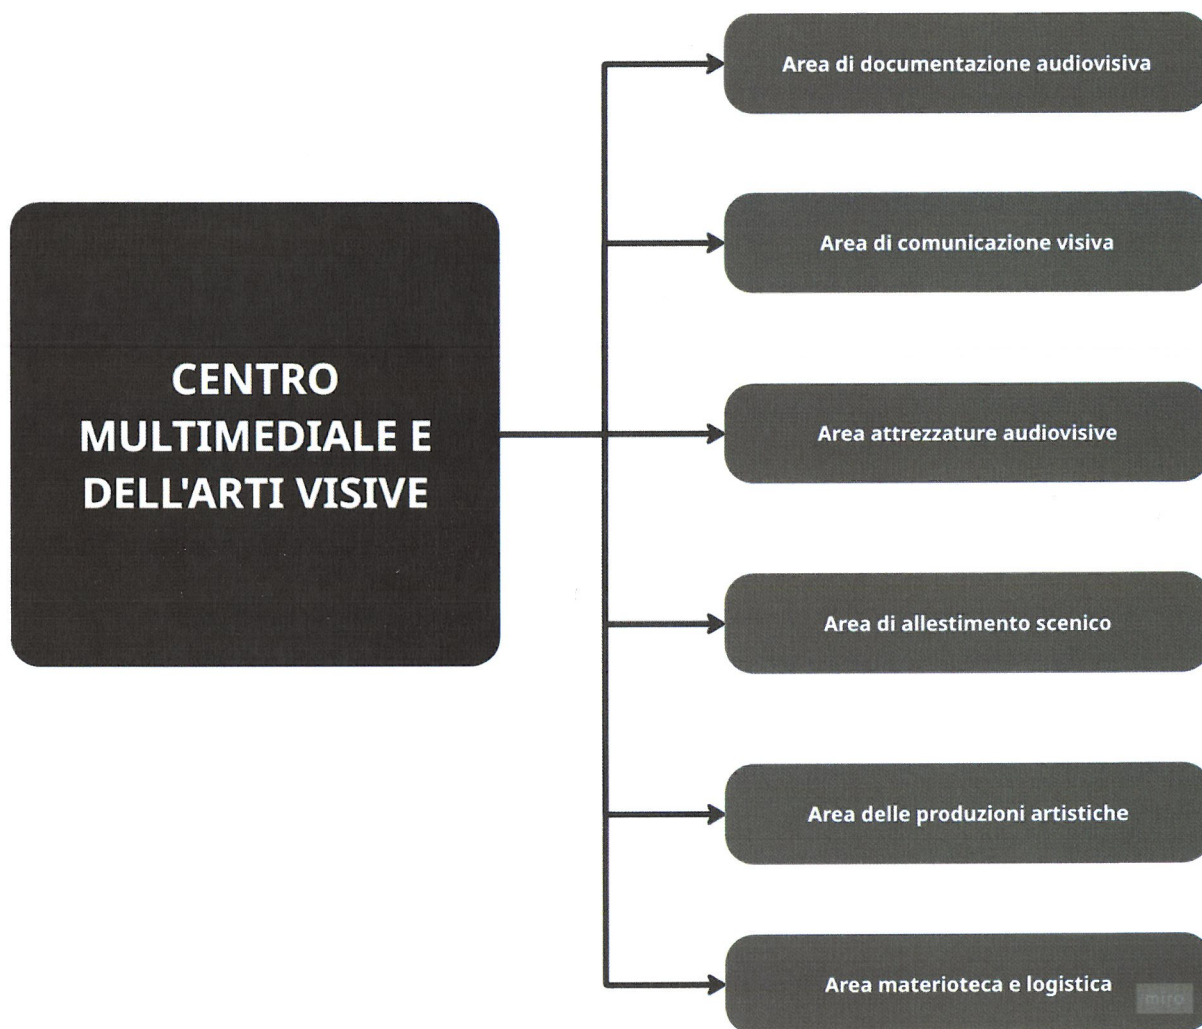 CENTRO
MULTIMEDIALE E
DELL'ARTI VISIVE
Area di documentazione audiovisiva
Area di comunicazione visiva
Area attrezzature audiovisive
Area di allestimento scenico
Area delle produzioni artistiche
Area materioteca e logistica
miro